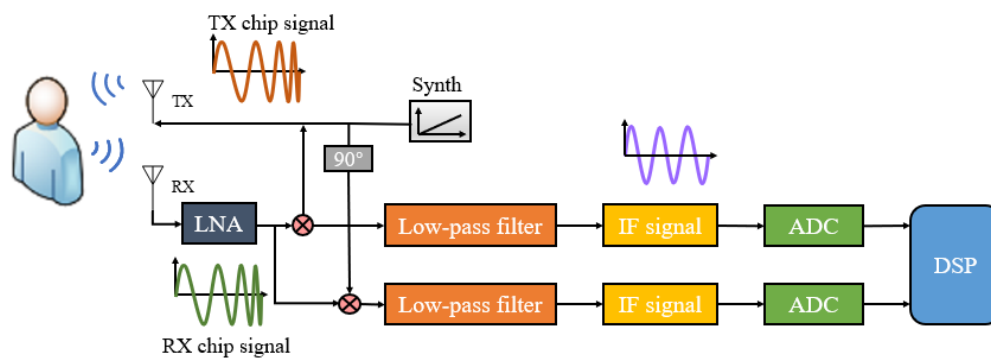 TX chip signal
Synth
TX
90°
RX
LNA
Low-pass filter
IF signal
ADC
DSP
Low-pass filter
IF signal
ADC
RX chip signal